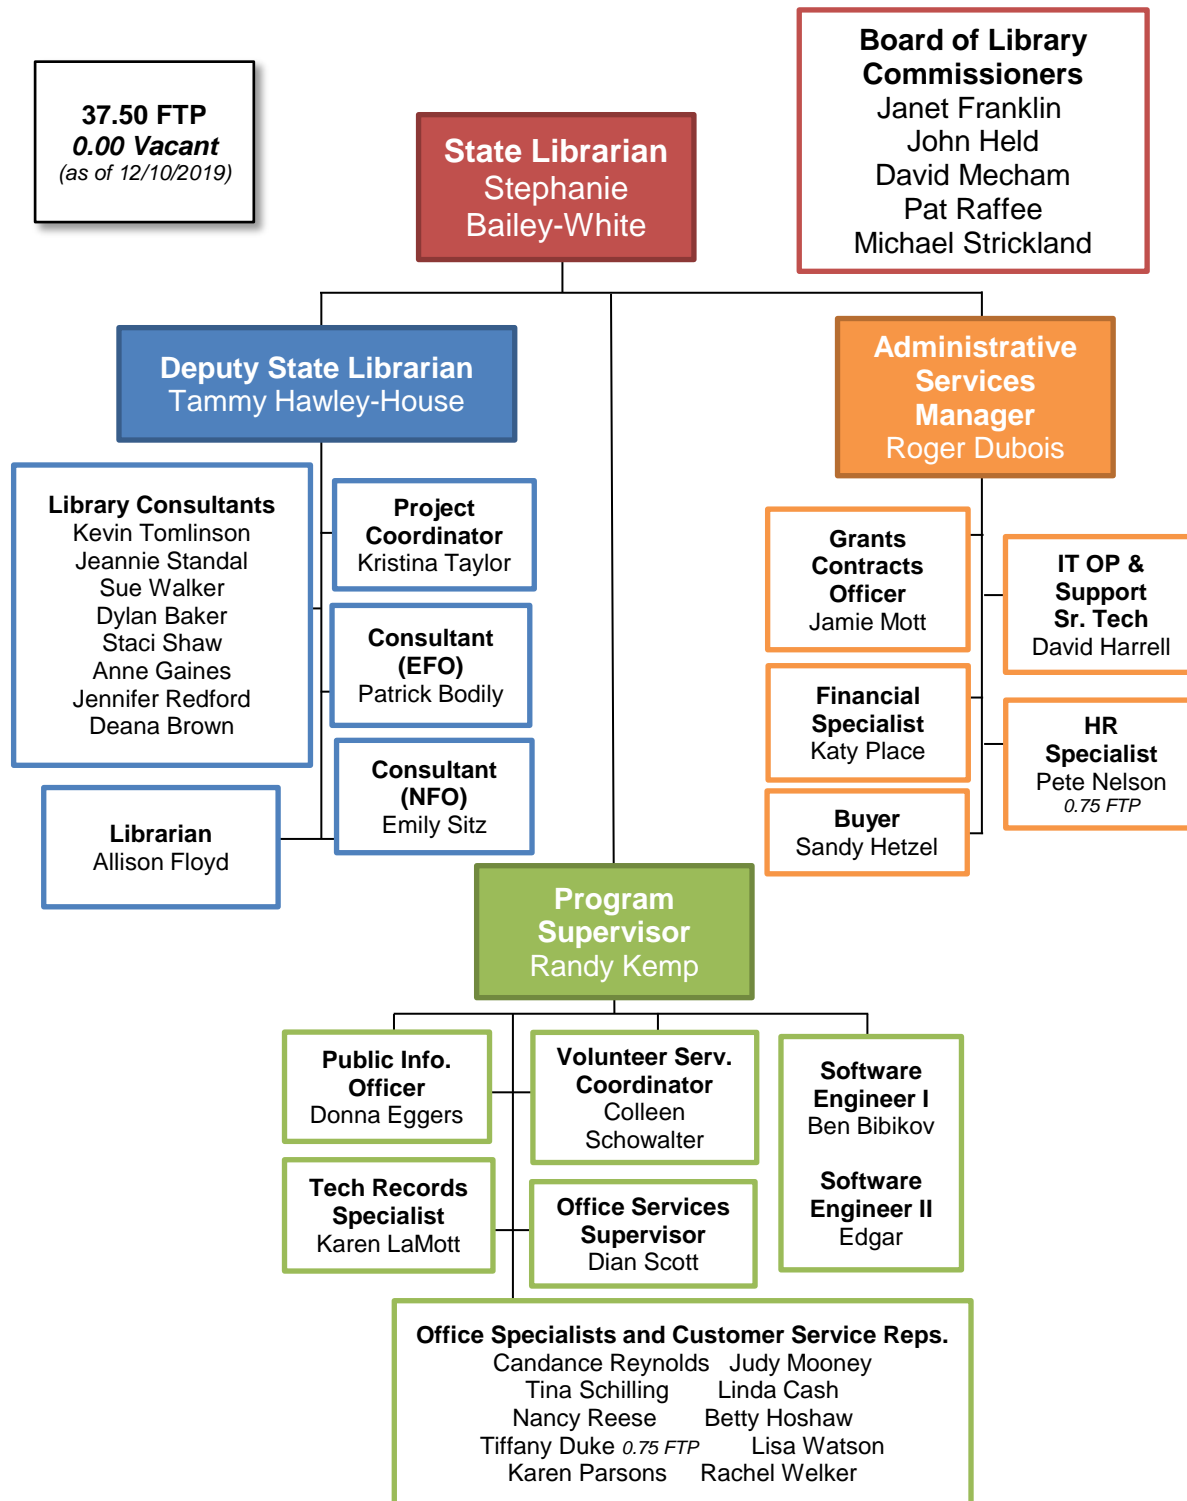 37.50 FTP
0.00 Vacant
(as of 12/10/2019)
State Librarian
Stephanie
Bailey-White
Board of Library
Commissioners
Janet Franklin
John Held
David Mecham
Pat Raffee
Michael Strickland
Deputy State Librarian
Tammy Hawley-House
Administrative
Services
Manager
Roger Dubois
Library Consultants
Kevin Tomlinson
Jeannie Standal
Sue Walker
Dylan Baker
Staci Shaw
Anne Gaines
Jennifer Redford
Deana Brown
Project
Coordinator
Kristina Taylor
Consultant
(EFO)
Patrick Bodily
Consultant
(NFO)
Emily Sitz
Librarian
Allison Floyd
Grants
Contracts
Officer
Jamie Mott
IT OP &
Support
Sr. Tech
David Harrell
Financial
Specialist
Katy Place
HR
Specialist
Pete Nelson
0.75 FTP
Buyer
Sandy Hetzel
Program
Supervisor
Randy Kemp
Public Info.
Officer
Donna Eggers
Volunteer Serv.
Coordinator
Colleen
Schowalter
Software
Engineer I
Ben Bibikov
Software
Engineer II
Edgar
Tech Records
Specialist
Karen LaMott
Office Services
Supervisor
Dian Scott
Office Specialists and Customer Service Reps.
Candance Reynolds Judy Mooney
Tina Schilling Linda Cash
Nancy Reese Betty Hoshaw
Tiffany Duke 0.75 FTP Lisa Watson
Karen Parsons Rachel Welker